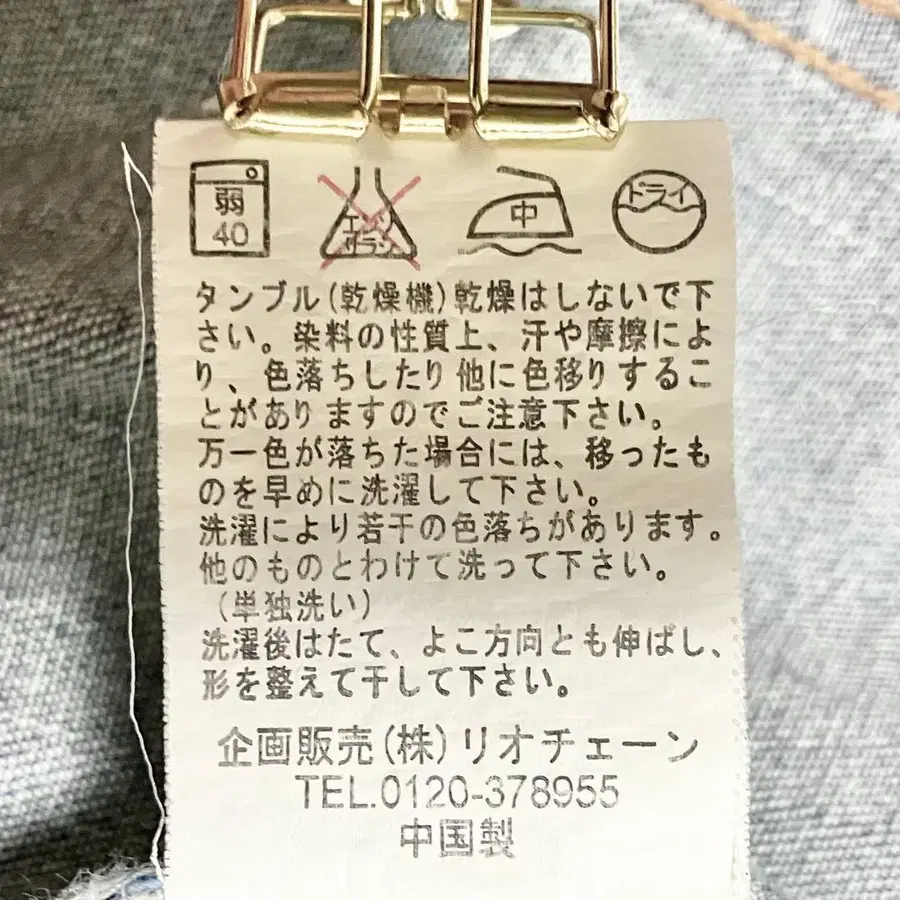 弱
40
エンソ
サラシ
中
ドライ
タンブル(乾燥機)乾燥はしないで下
さい。染料の性質上、汗や摩擦によ
り、色落ちしたり他に色移りするこ
とがありますのでご注意下さい。
万一色が落ちた場合には、移ったも
のを早めに洗濯して下さい。
洗濯により若干の色落ちがあります。
他のものとわけて洗って下さい。
(単独洗い)
洗濯後はたて、よこ方向とも伸ばし、
形を整えて干して下さい。
企画販売(株)リオチェーン
TEL.0120-378955
中国製